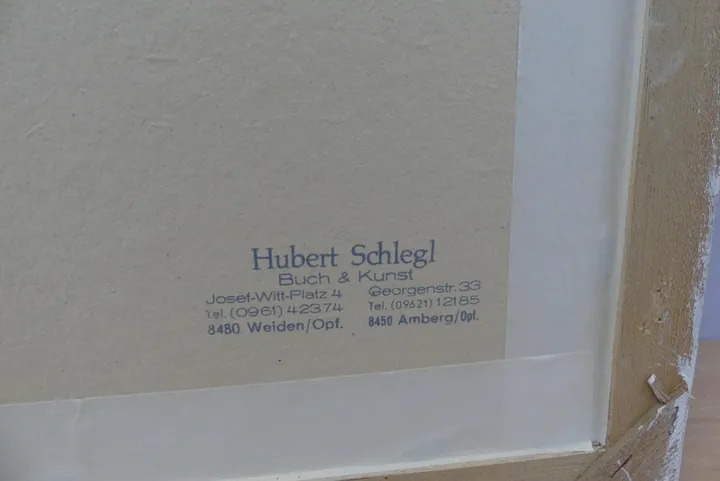 Hubert Schlegl
Buch & Kunst
Josef-Witt-Platz 4 Georgenstr. 33
Tel. (0961) 42374 Tel. (09621) 12185
8480 Weiden/Opf. 8450 Amberg/Opf.